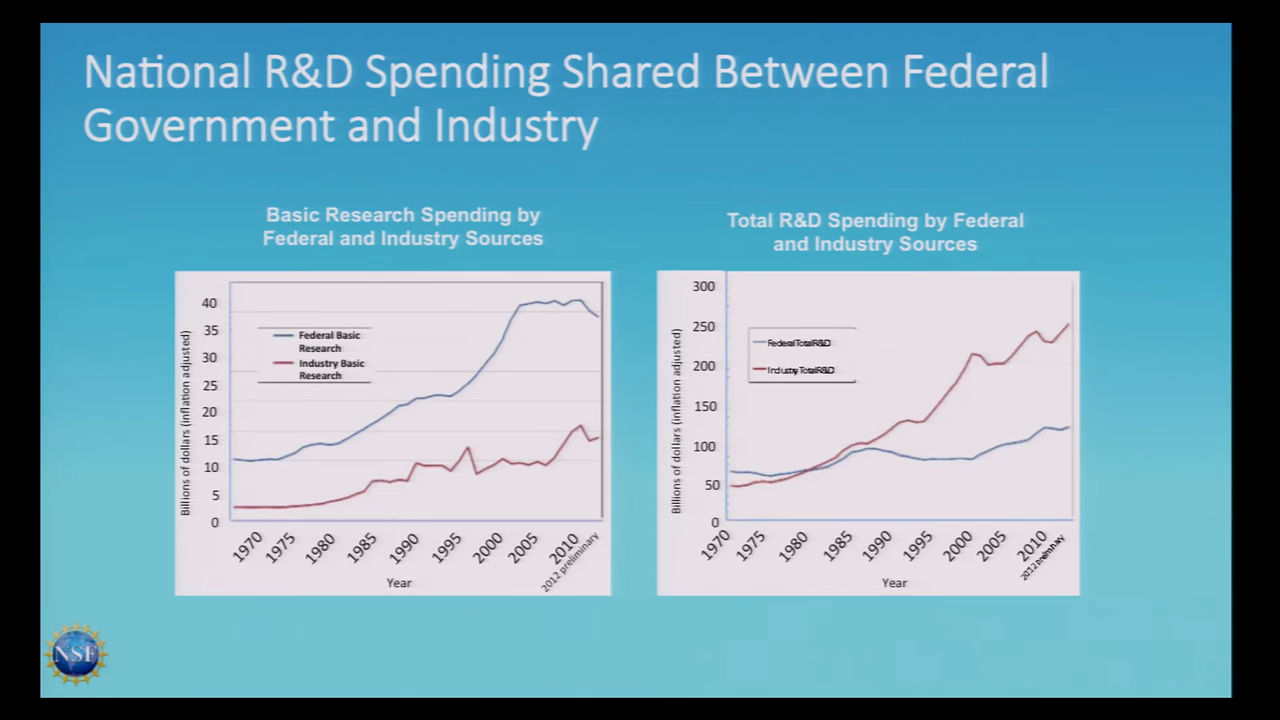 National R&D Spending Shared Between Federal
Government and Industry
Basic Research Spending by
Federal and Industry Sources
Billions of dollars (inflation adjusted)
40
35
30
25
20
15
10
5
0
Federal Basic
Research
Industry Basic
Research
1970
1975
1980
1985
1990
1995
2000
2005
2010
2012 preliminary
Year
Total R&D Spending by Federal
and Industry Sources
Billions of dollars (inflation adjusted)
300
250
200
150
100
50
0
Federal Total R&D
Industry Total R&D
1970
1975
1980
1985
1990
1995
2000
2005
2010
2012 preliminary
Year
NSF